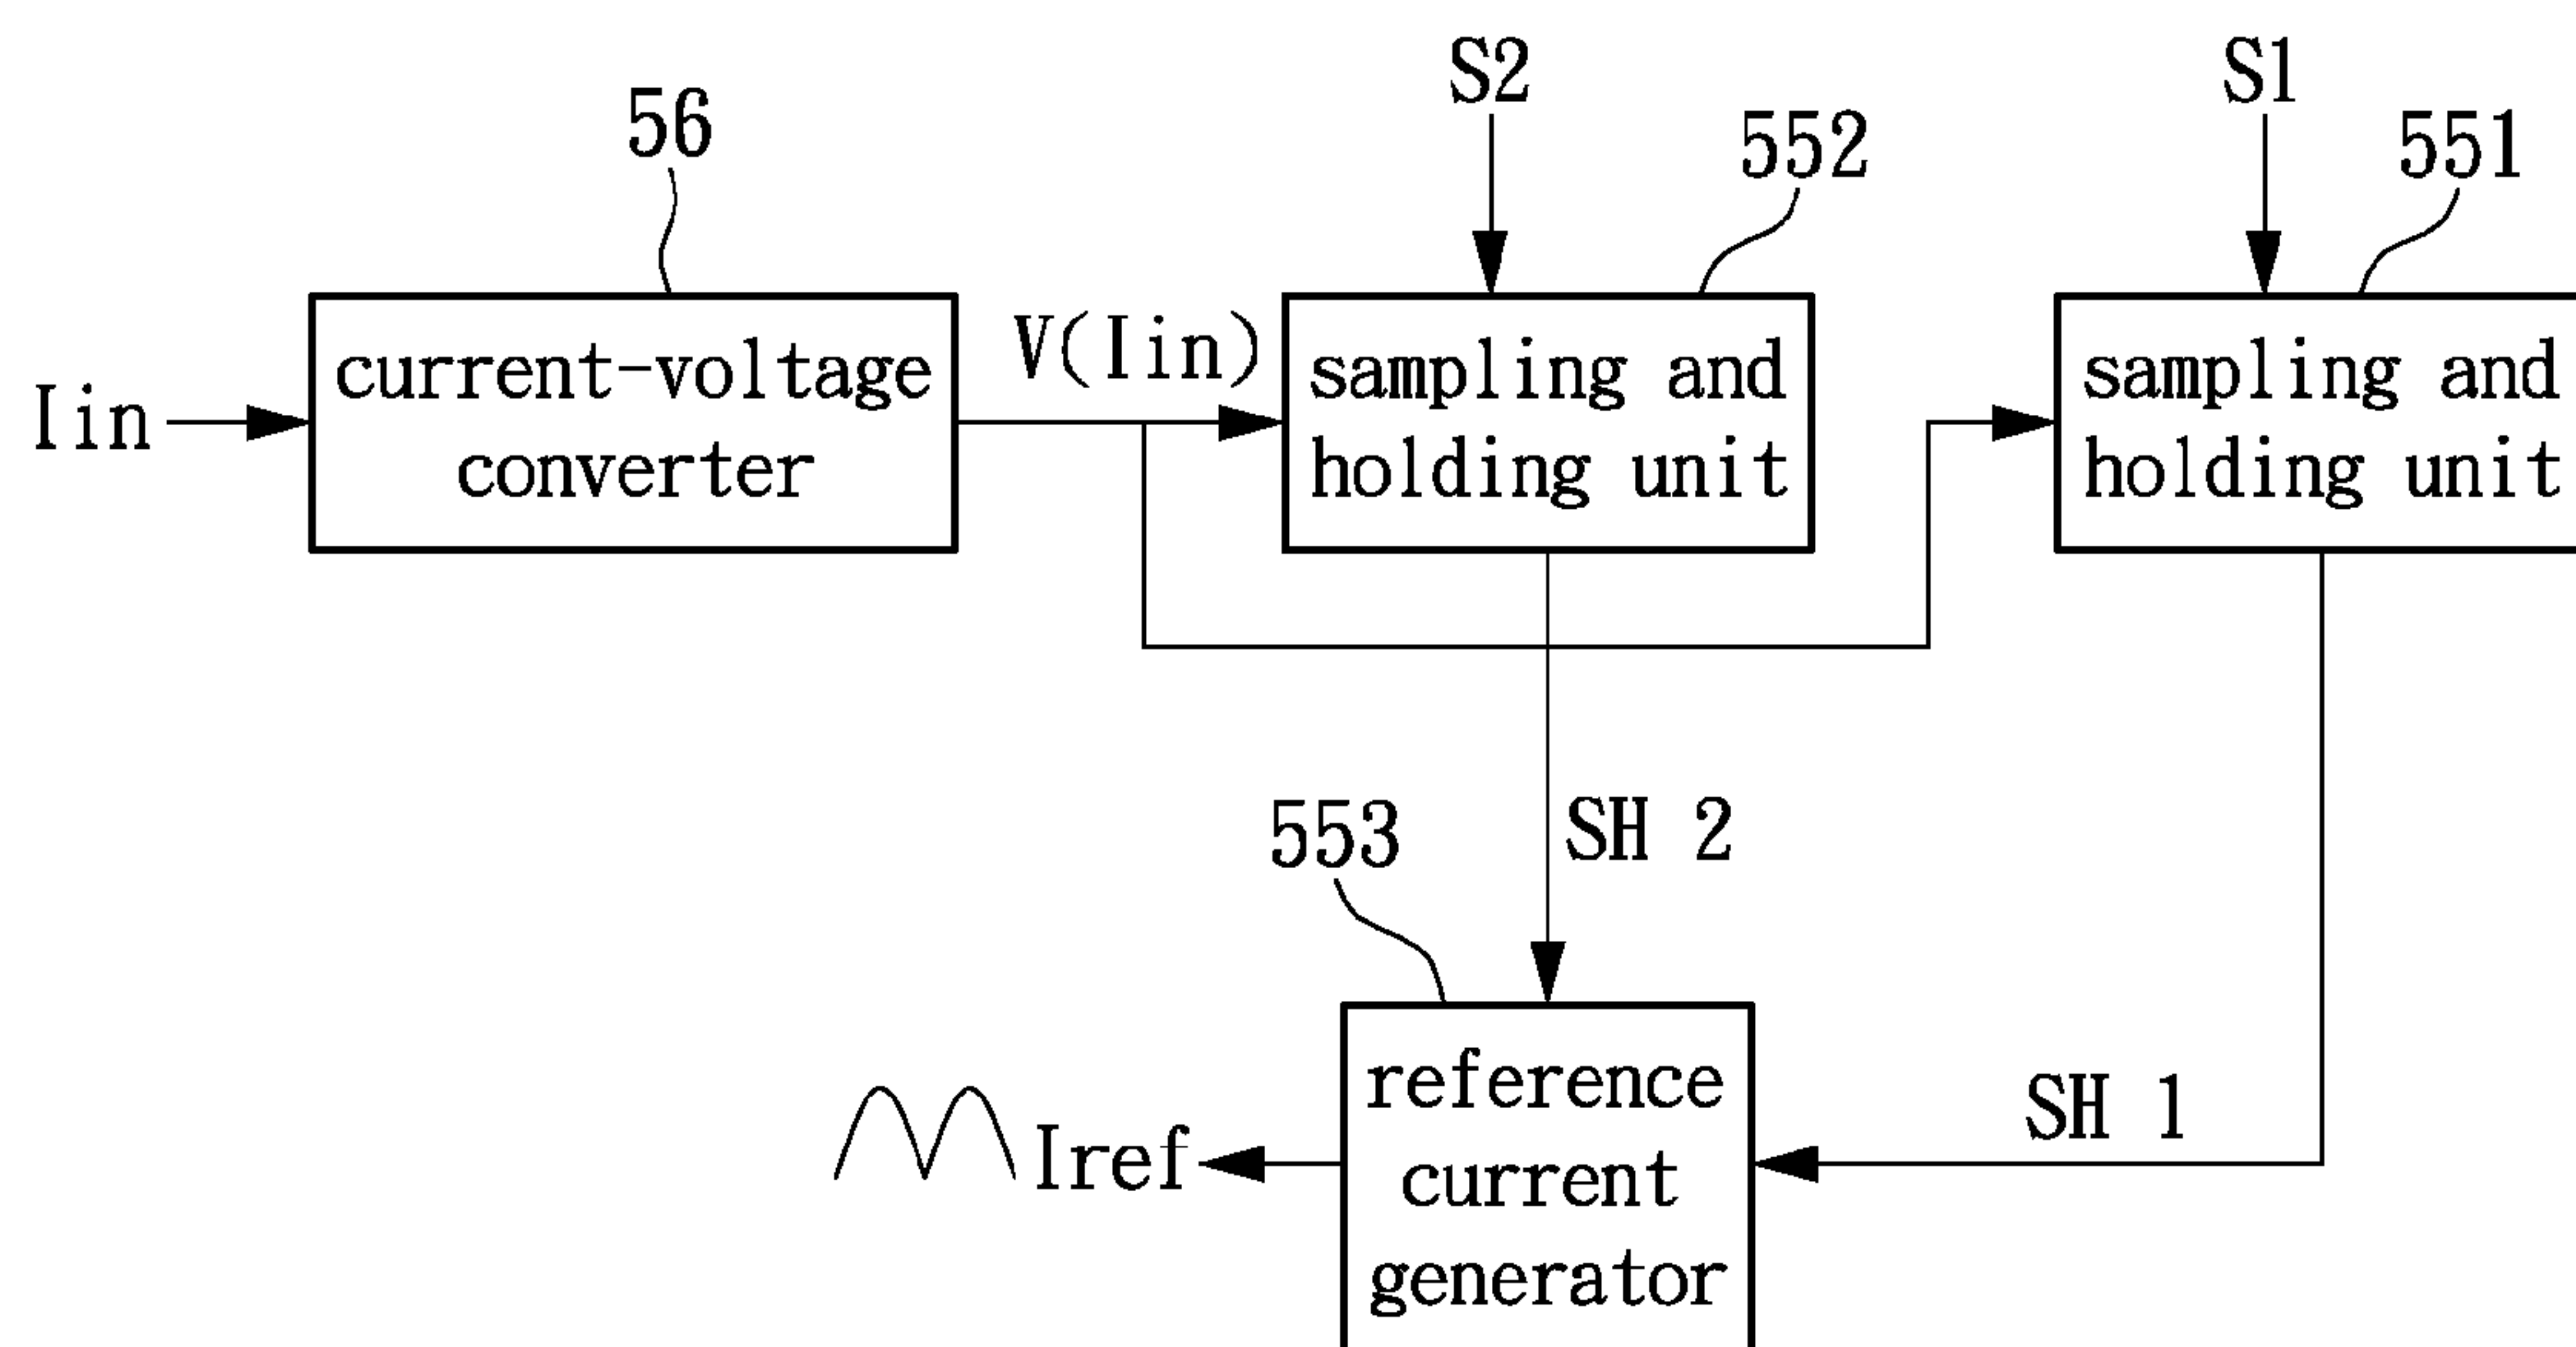 S2
S1
56
552
551
Iin
current-voltage
converter
V(Iin)
sampling and
holding unit
sampling and
holding unit
553
SH 2
reference
current
generator
Iref
SH 1